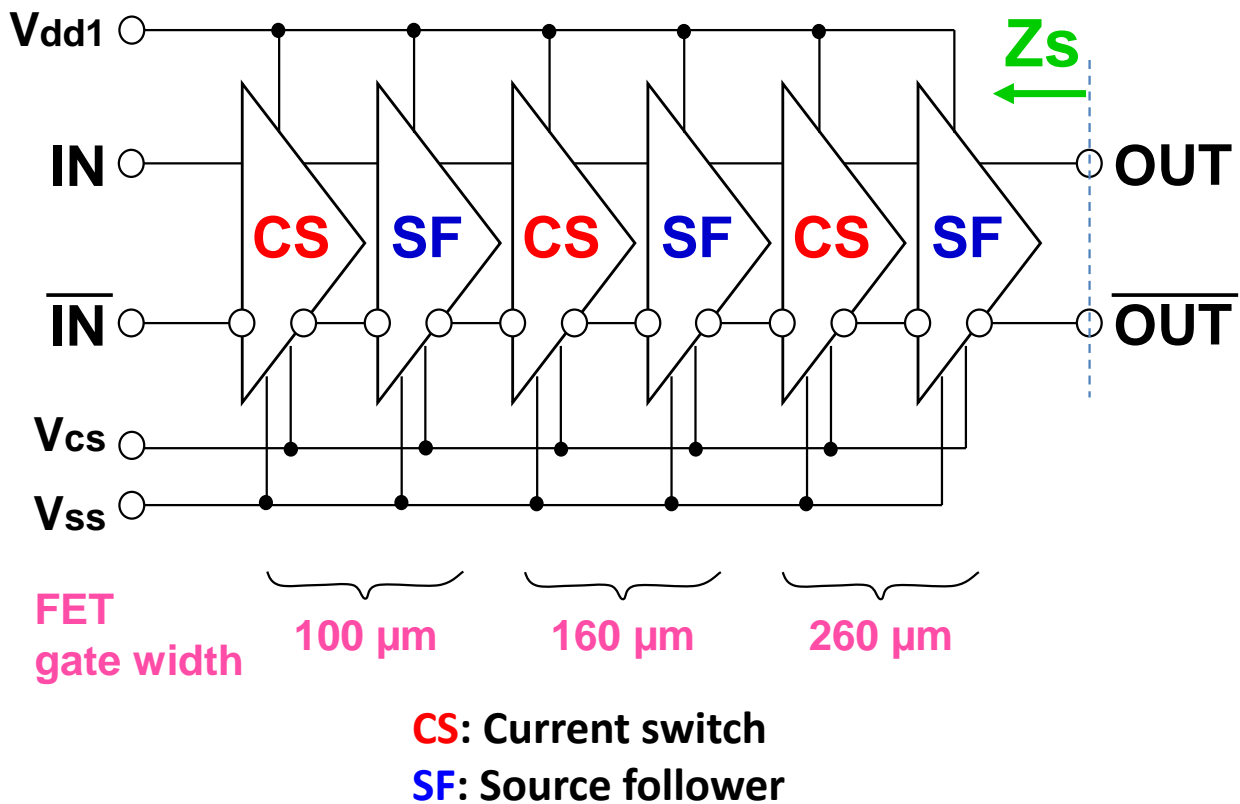 Vdd1
Zs
IN
OUT
CS SF CS SF CS SF
IN
OUT
Vcs
Vss
FET
gate width
100 µm
160 µm
260 µm
CS: Current switch
SF: Source follower